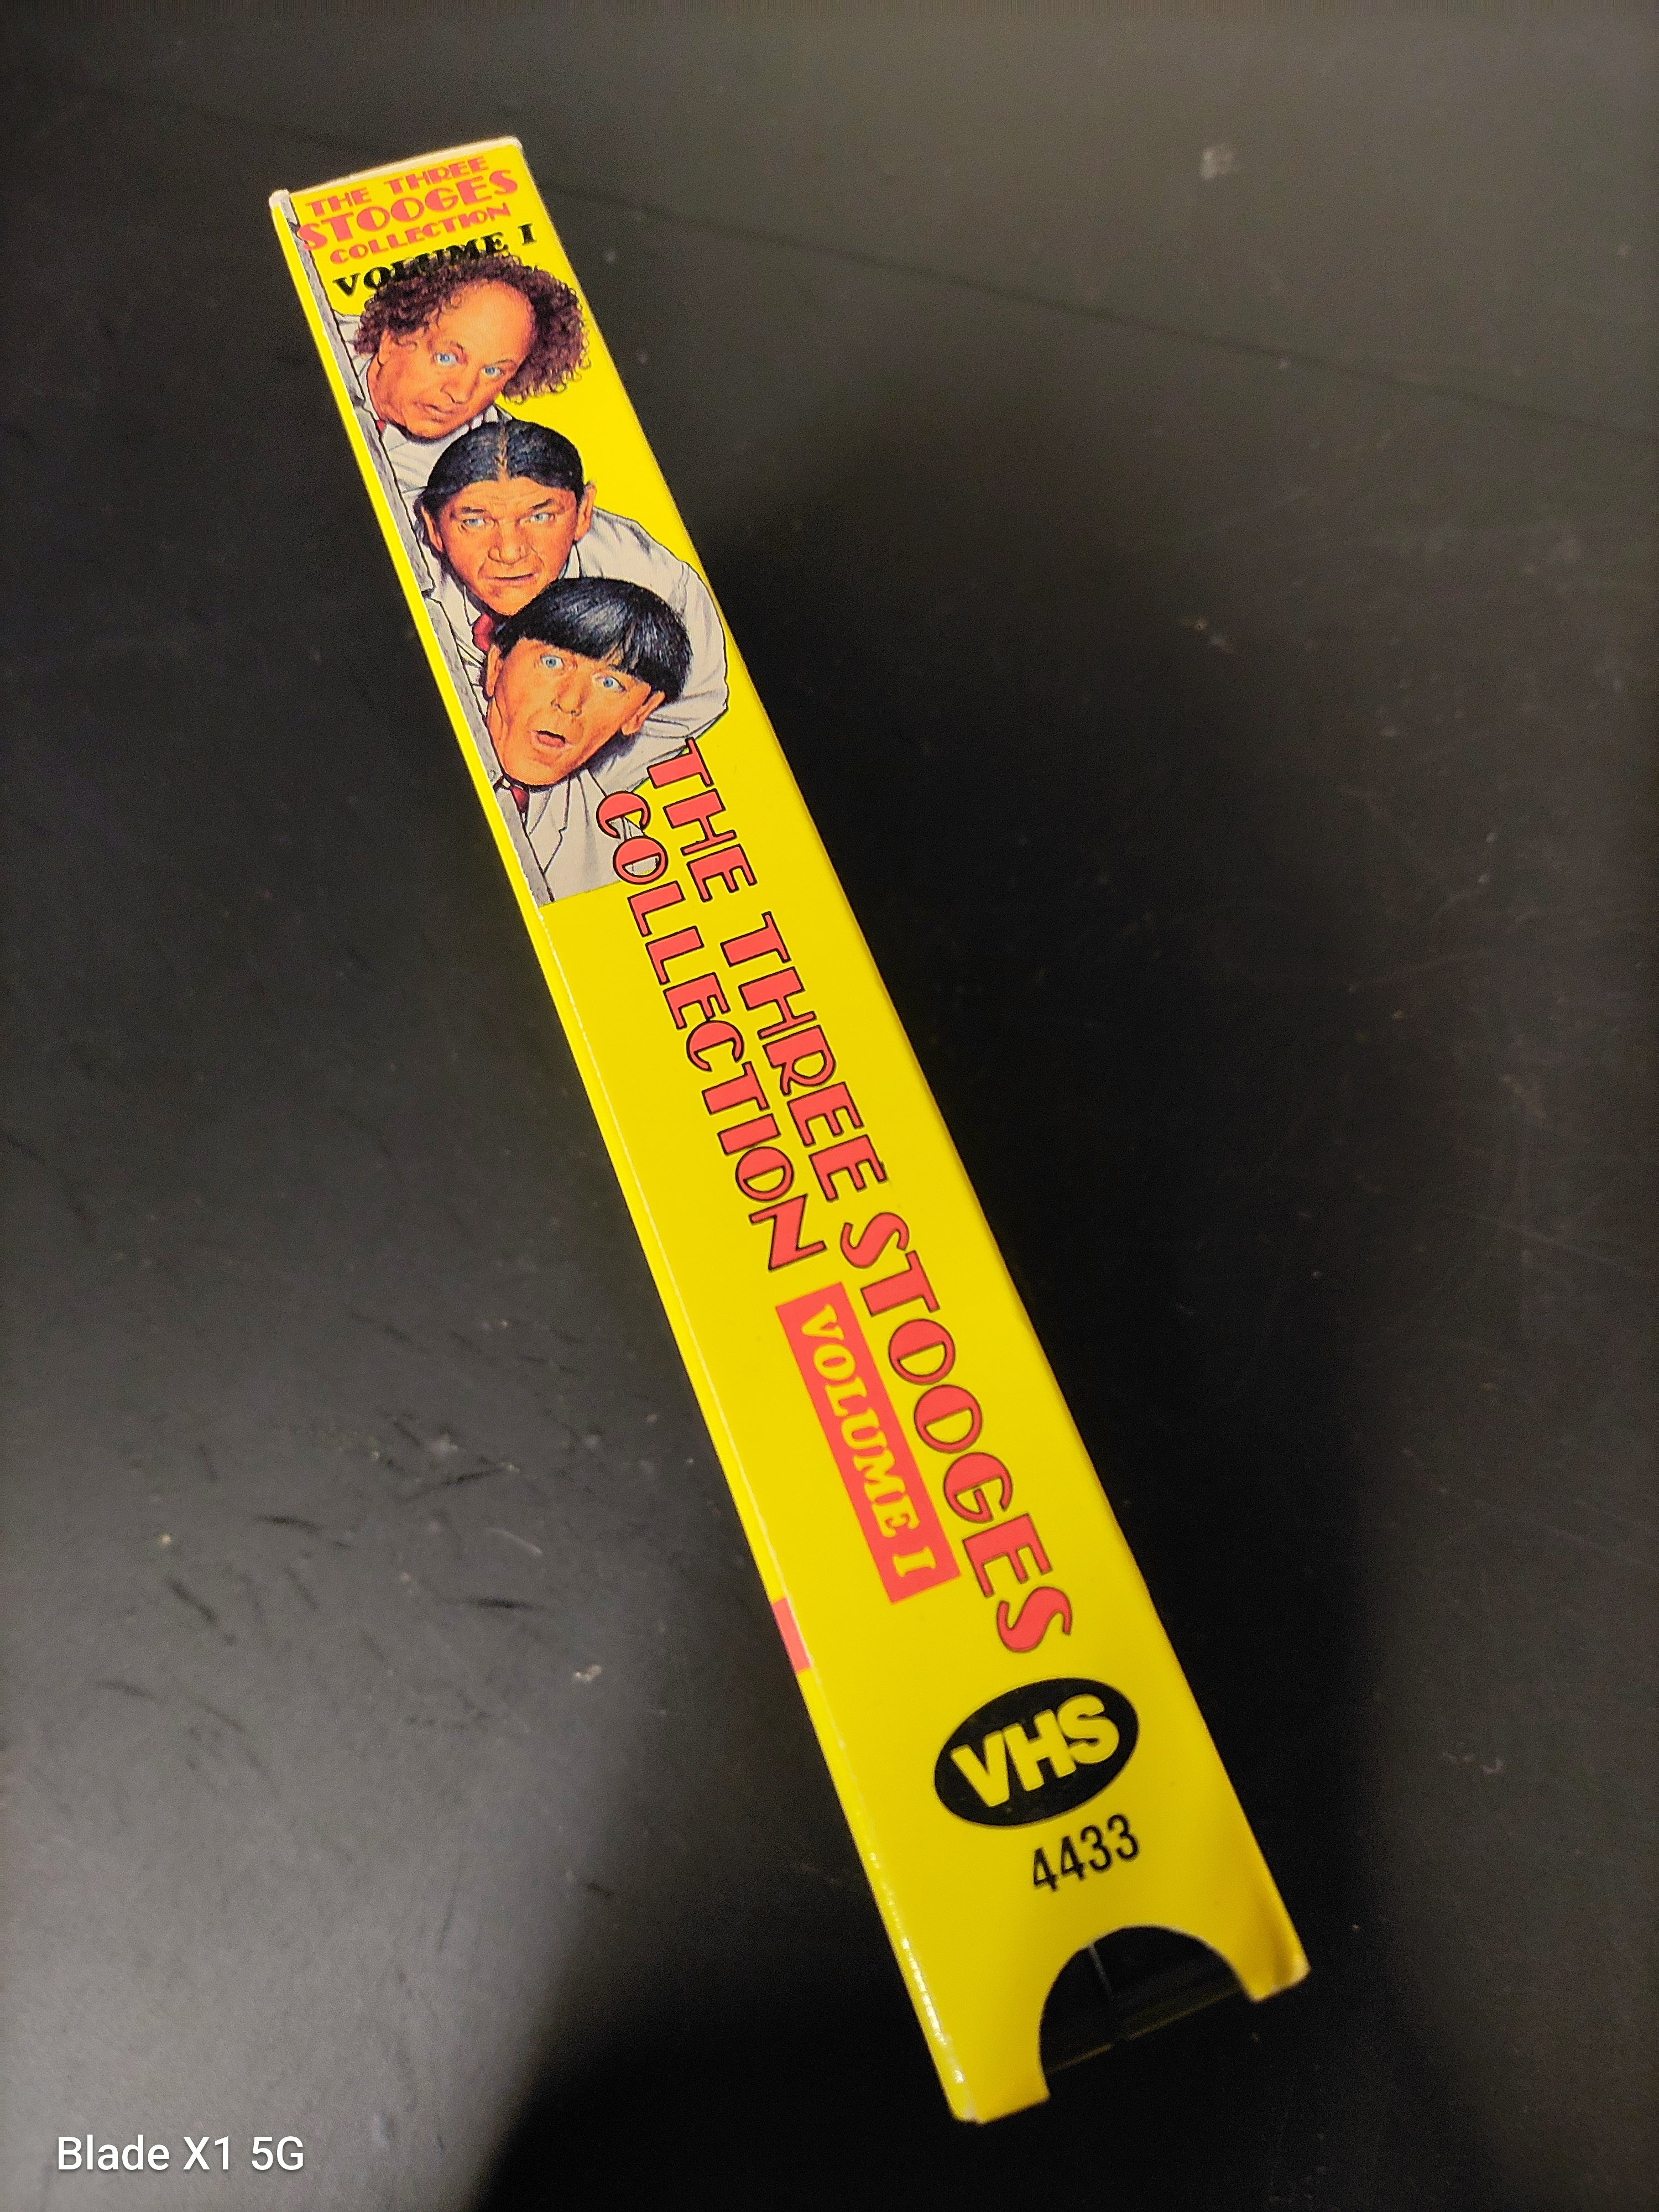 THE THREE
STOOGES
COLLECTION
VOLUME I
THE THREE STOOGES
COLLECTION
VOLUME I
VHS
4433
Blade X1 5G